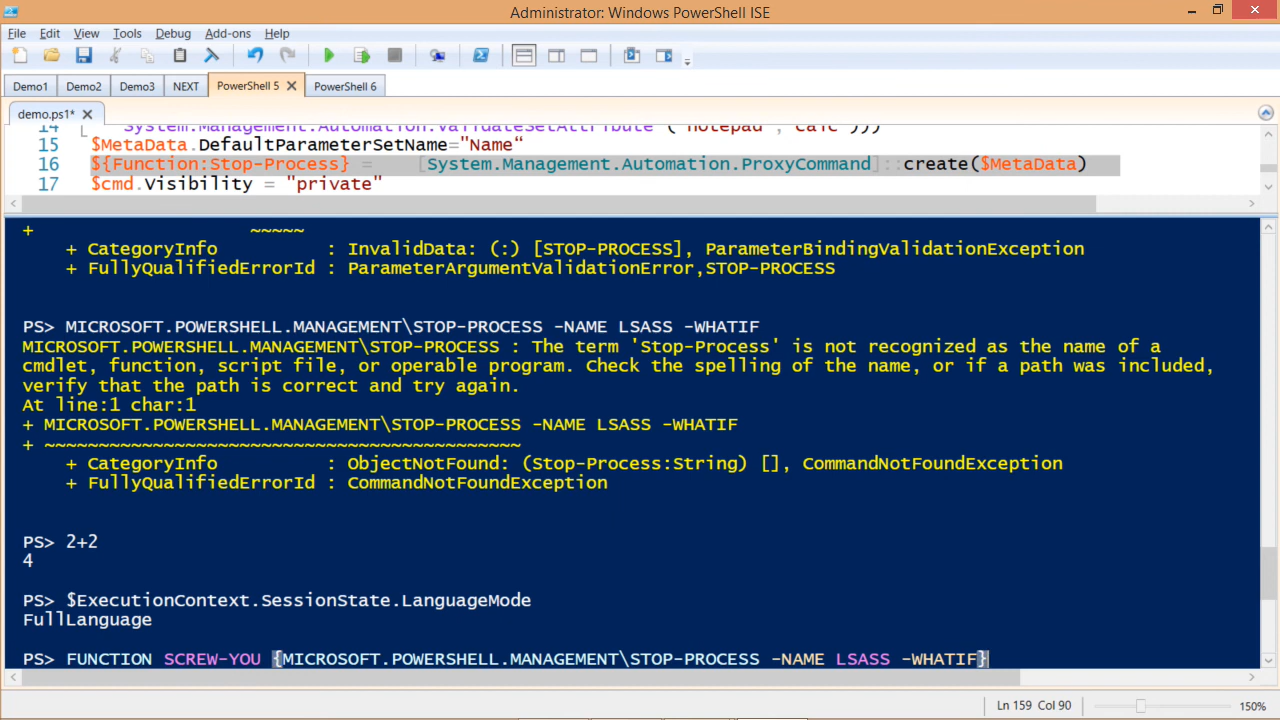 Administrator: Windows PowerShell ISE
File Edit View Tools Debug Add-ons Help
Demo1 Demo2 Demo3 NEXT PowerShell 5 PowerShell 6
demo.ps1*
14 System.Management.Automation.ValidateSetAttribute ("notepad","calc")))
15 $MetaData.DefaultParameterSetName="Name“
16 ${Function:Stop-Process} = [System.Management.Automation.ProxyCommand]::create($MetaData)
17 $cmd.Visibility = "private"
+ ~~~~~
+ CategoryInfo : InvalidData: (:) [STOP-PROCESS], ParameterBindingValidationException
+ FullyQualifiedErrorId : ParameterArgumentValidationError,STOP-PROCESS
PS> MICROSOFT.POWERSHELL.MANAGEMENT\STOP-PROCESS -NAME LSASS -WHATIF
MICROSOFT.POWERSHELL.MANAGEMENT\STOP-PROCESS : The term 'Stop-Process' is not recognized as the name of a
cmdlet, function, script file, or operable program. Check the spelling of the name, or if a path was included,
verify that the path is correct and try again.
At line:1 char:1
+ MICROSOFT.POWERSHELL.MANAGEMENT\STOP-PROCESS -NAME LSASS -WHATIF
+ ~~~~~~~~~~~~~~~~~~~~~~~~~~~~~~~~~~~~~~~~~~~~
+ CategoryInfo : ObjectNotFound: (Stop-Process:String) [], CommandNotFoundException
+ FullyQualifiedErrorId : CommandNotFoundException
PS> 2+2
4
PS> $ExecutionContext.SessionState.LanguageMode
FullLanguage
PS> FUNCTION SCREW-YOU {MICROSOFT.POWERSHELL.MANAGEMENT\STOP-PROCESS -NAME LSASS -WHATIF}
Ln 159 Col 90 150%